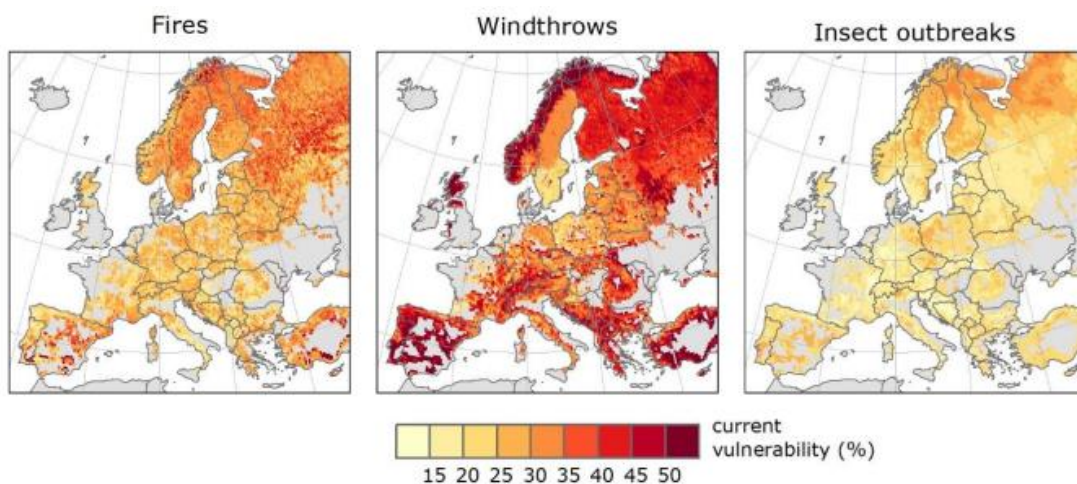 Fires
Windthrows
Insect outbreaks
current
vulnerability (%)
15 20 25 30 35 40 45 50